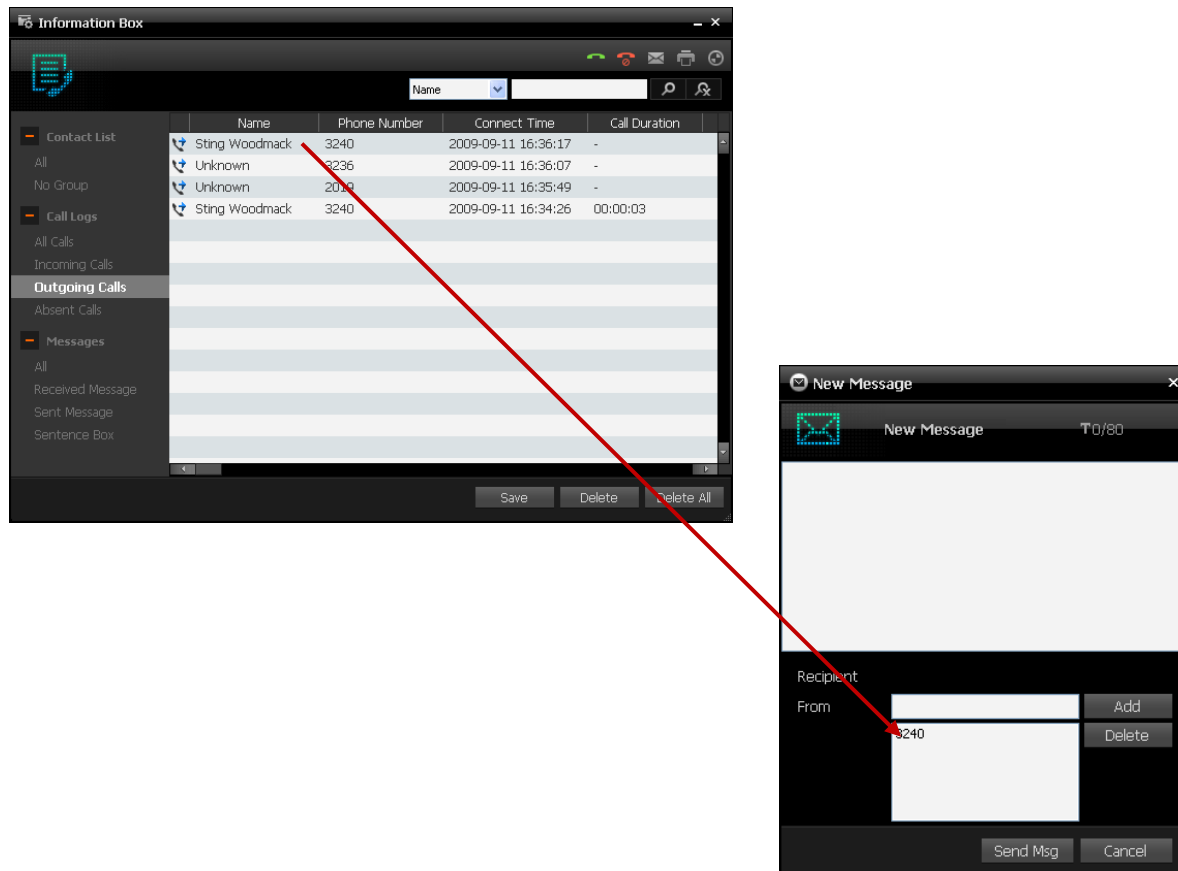 Information Box
Name
Name Phone Number Connect Time Call Duration
Contact List
All
No Group
Call Logs
All Calls
Incoming Calls
Outgoing Calls
Absent Calls
Messages
All
Received Message
Sent Message
Sentence Box
Sting Woodmack 3240 2009-09-11 16:36:17 -
Unknown 3236 2009-09-11 16:36:07 -
Unknown 2019 2009-09-11 16:35:49 -
Sting Woodmack 3240 2009-09-11 16:34:26 00:00:03
Save Delete Delete All
New Message
New Message T0/80
Recipient
From Add
3240 Delete
Send Msg Cancel